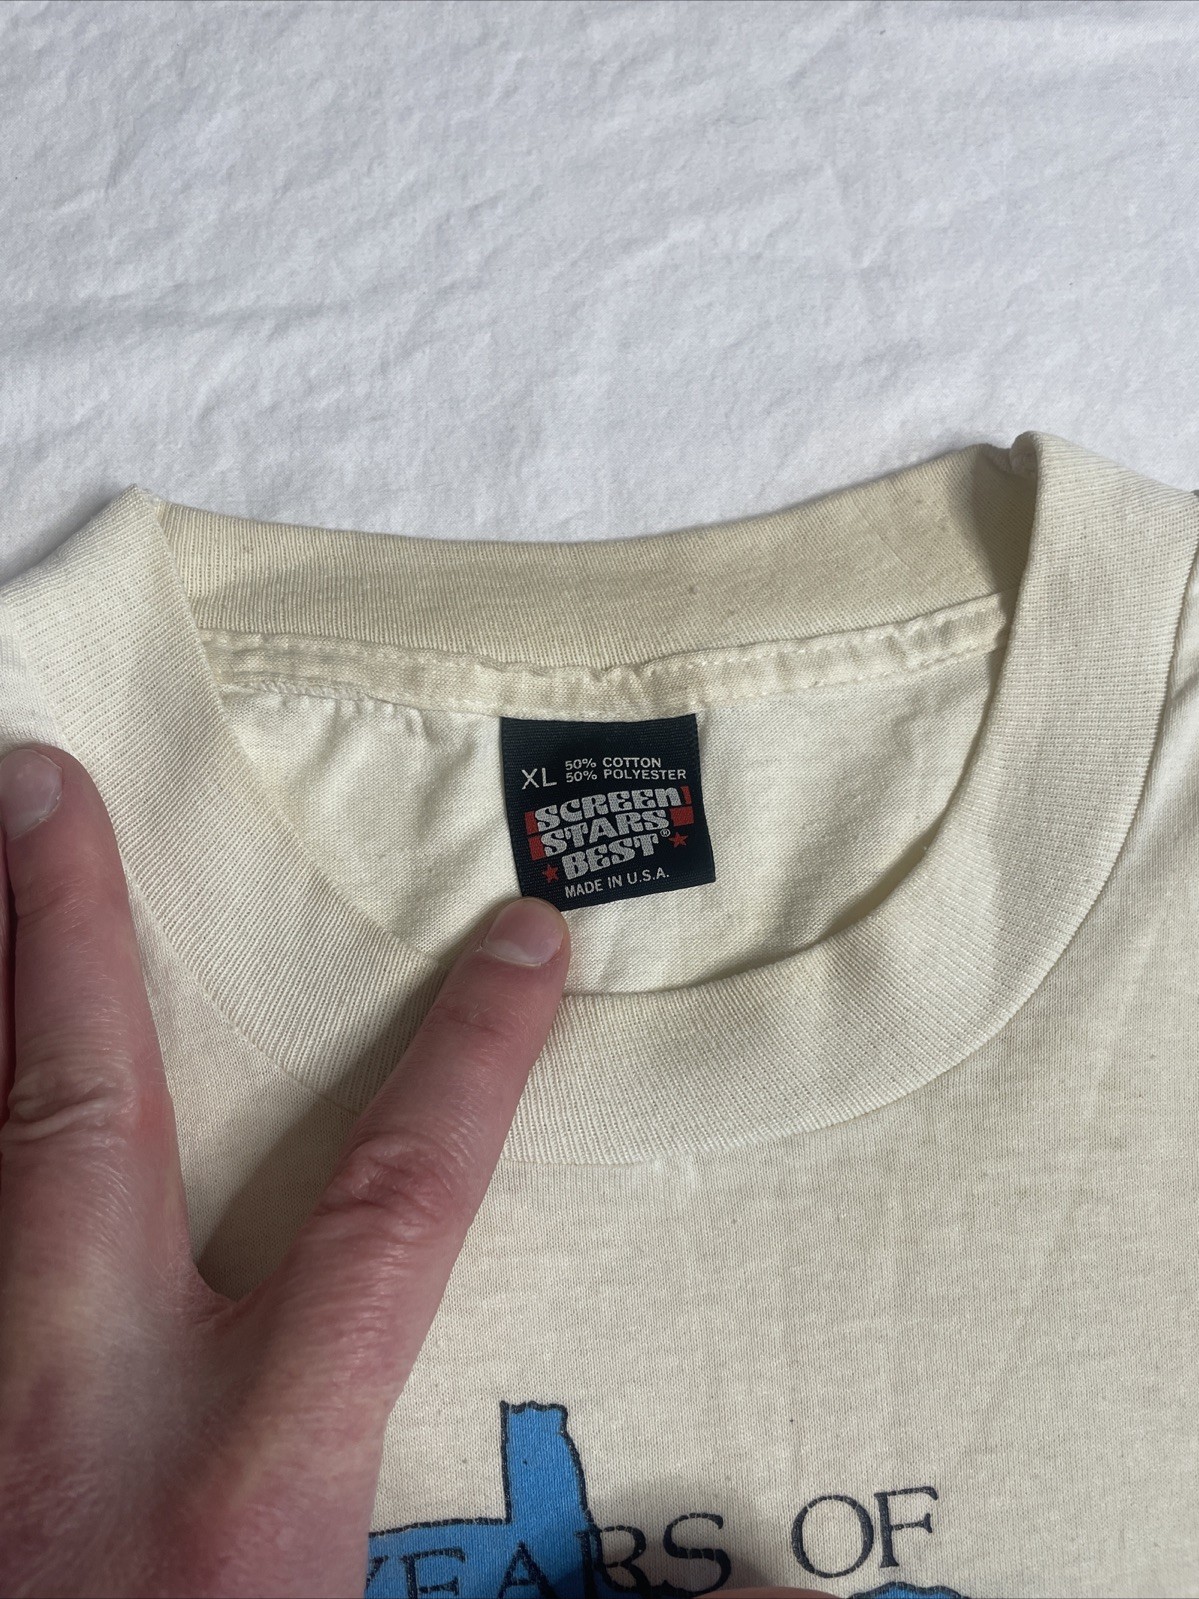 XL 50% COTTON
50% POLYESTER
SCREEN
STARS
BEST®
MADE IN U.S.A.
YEARS OF